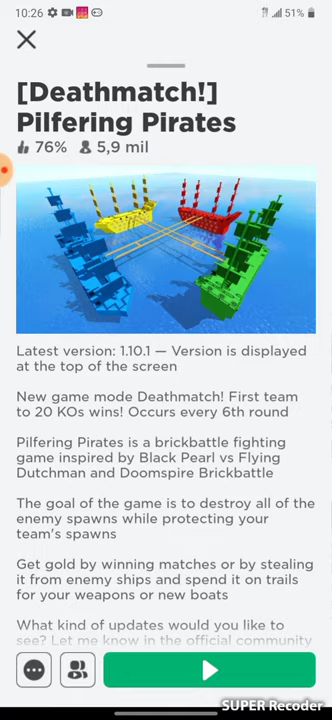 10:26
51%
[Deathmatch!]
Pilfering Pirates
76% 5,9 mil
Latest version: 1.10.1 — Version is displayed
at the top of the screen
New game mode Deathmatch! First team
to 20 KOs wins! Occurs every 6th round
Pilfering Pirates is a brickbattle fighting
game inspired by Black Pearl vs Flying
Dutchman and Doomspire Brickbattle
The goal of the game is to destroy all of the
enemy spawns while protecting your
team's spawns
Get gold by winning matches or by stealing
it from enemy ships and spend it on trails
for your weapons or new boats
What kind of updates would you like to
see? Let me know in the official community
SUPER Recorder